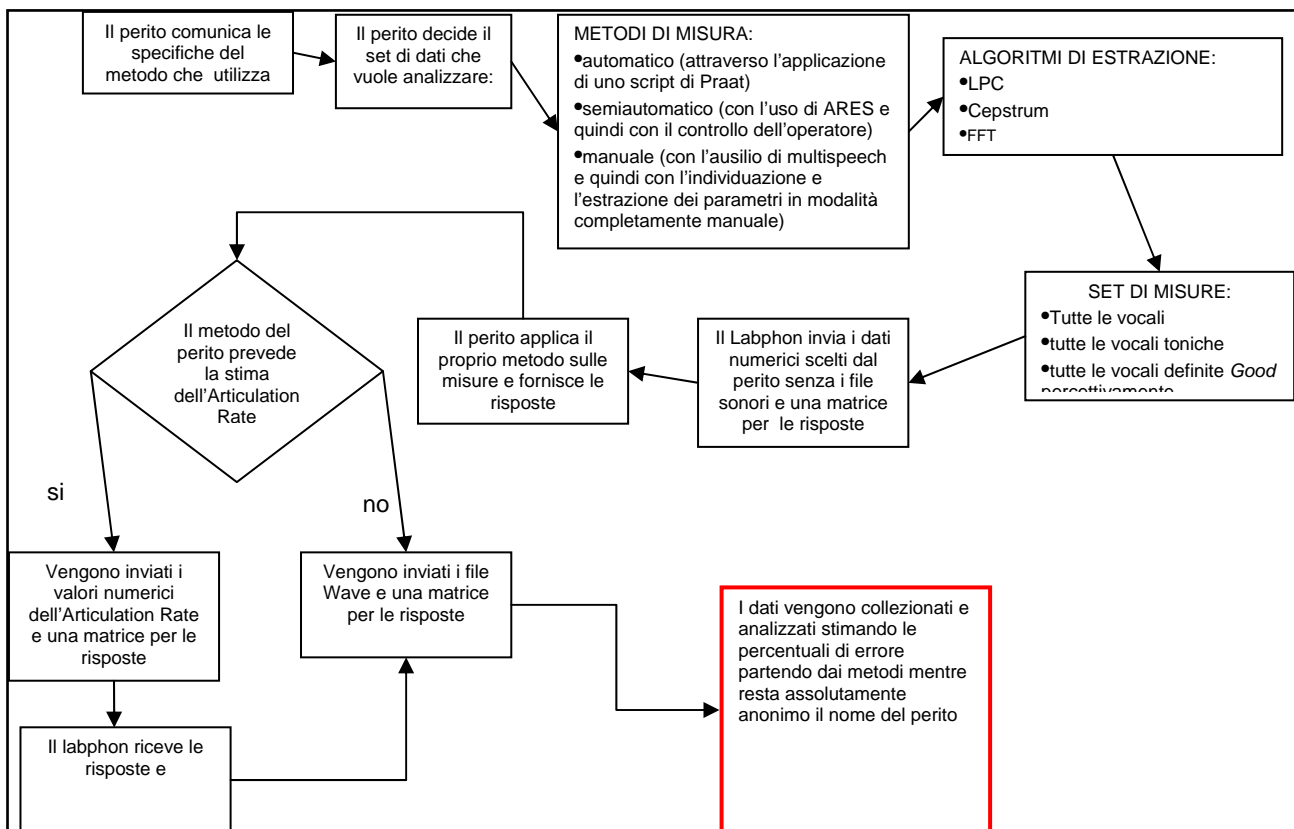 Il perito comunica le
specifiche del
metodo che utilizza
Il perito decide il
set di dati che
vuole analizzare:
METODI DI MISURA:
•automatico (attraverso l'applicazione
di uno script di Praat)
•semiautomatico (con l'uso di ARES e
quindi con il controllo dell'operatore)
•manuale (con l'ausilio di multispeech
e quindi con l'individuazione e
l'estrazione dei parametri in modalità
completamente manuale)
ALGORITMI DI ESTRAZIONE:
•LPC
•Cepstrum
•FFT
SET DI MISURE:
•Tutte le vocali
•tutte le vocali toniche
•tutte le vocali definite Good
percettivamente
Il Labphon invia i dati
numerici scelti dal
perito senza i file
sonori e una matrice
per le risposte
Il perito applica il
proprio metodo sulle
misure e fornisce le
risposte
Il metodo del
perito prevede
la stima
dell'Articulation
Rate
si
no
Vengono inviati i
valori numerici
dell'Articulation Rate
e una matrice per le
risposte
Vengono inviati i file
Wave e una matrice
per le risposte
Il labphon riceve le
risposte e
I dati vengono collezionati e
analizzati stimando le
percentuali di errore
partendo dai metodi mentre
resta assolutamente
anonimo il nome del perito